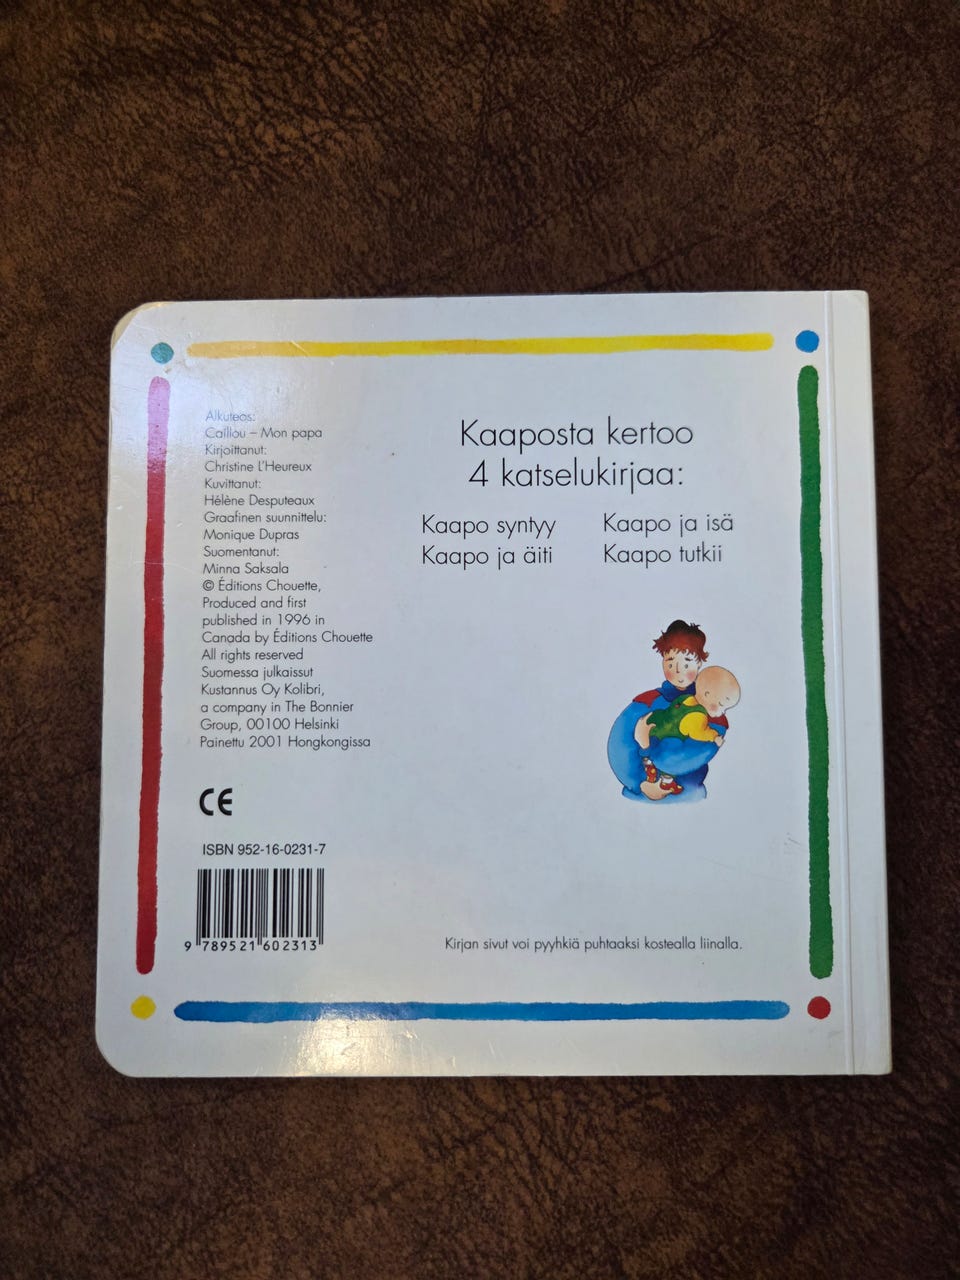 Alkuteos:
Caillou – Mon papa
Kirjoittanut:
Christine L'Heureux
Kuvittanut:
Hélène Desputeaux
Graafinen suunnittelu:
Monique Dupras
Suomentanut:
Minna Saksala
© Éditions Chouette,
Produced and first
published in 1996 in
Canada by Éditions Chouette
All rights reserved
Suomessa julkaissut
Kustannus Oy Kolibri,
a company in The Bonnier
Group, 00100 Helsinki
Painettu 2001 Hongkongissa
CE
ISBN 952-16-0231-7
9 789521 602313
Kaaposta kertoo
4 katselukirjaa:
Kaapo syntyy
Kaapo ja äiti
Kaapo ja isä
Kaapo tutkii
Kirjan sivut voi pyyhkiä puhtaaksi kostealla liinalla.